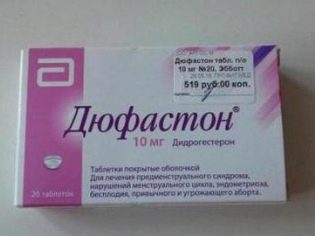 Дюфастон табл. п/о
10 мг №20, Эбботт
519 руб.00 коп.
Дюфастон®
10 мг Дидрогестерон
Таблетки покрытые оболочкой
Для лечения предменструального синдрома,
нарушений менструального цикла, эндометриоза,
бесплодия, привычного и угрожающего аборта.
20 таблеток